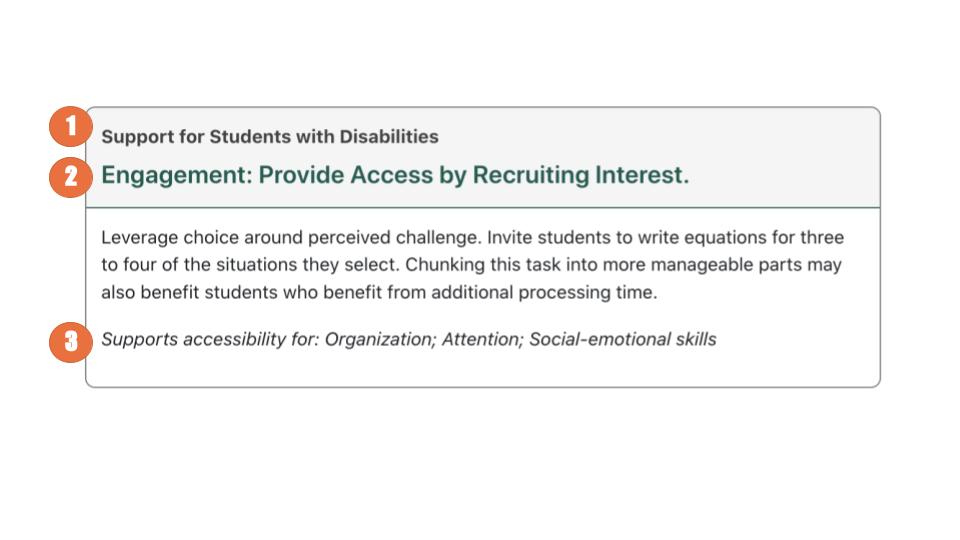 1 Support for Students with Disabilities
2 Engagement: Provide Access by Recruiting Interest.
Leverage choice around perceived challenge. Invite students to write equations for three
to four of the situations they select. Chunking this task into more manageable parts may
also benefit students who benefit from additional processing time.
3 Supports accessibility for: Organization; Attention; Social-emotional skills